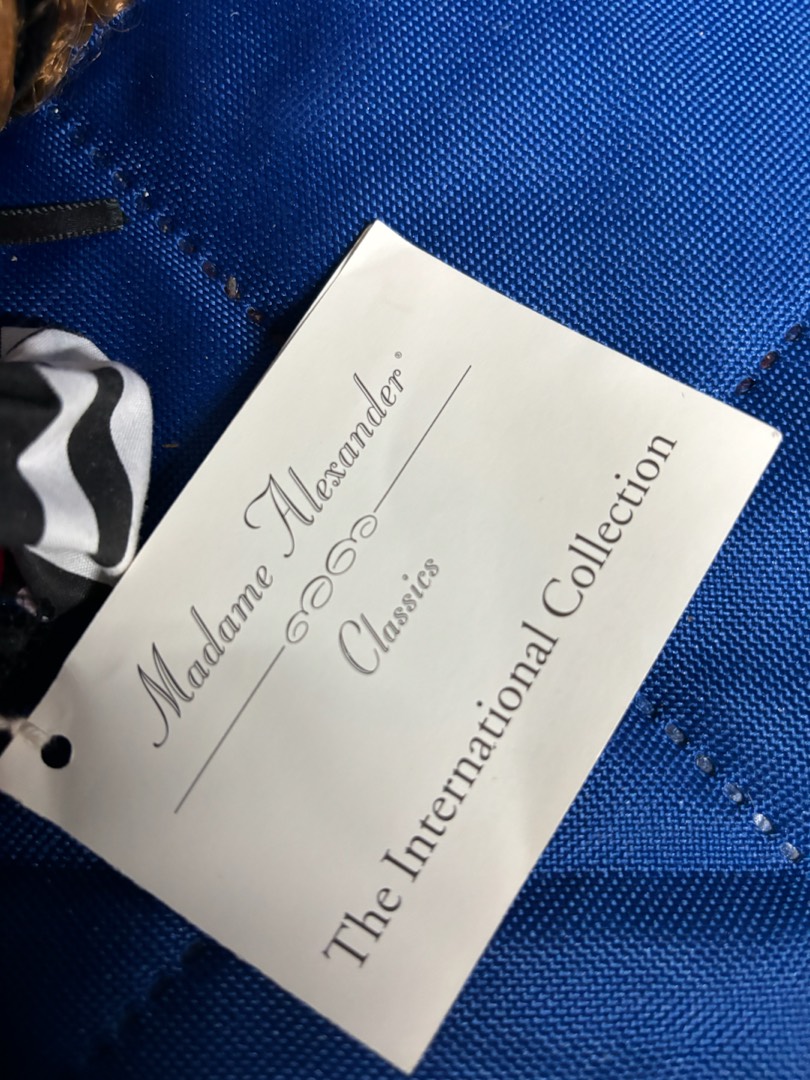 Madame Alexander®
Classics
The International Collection